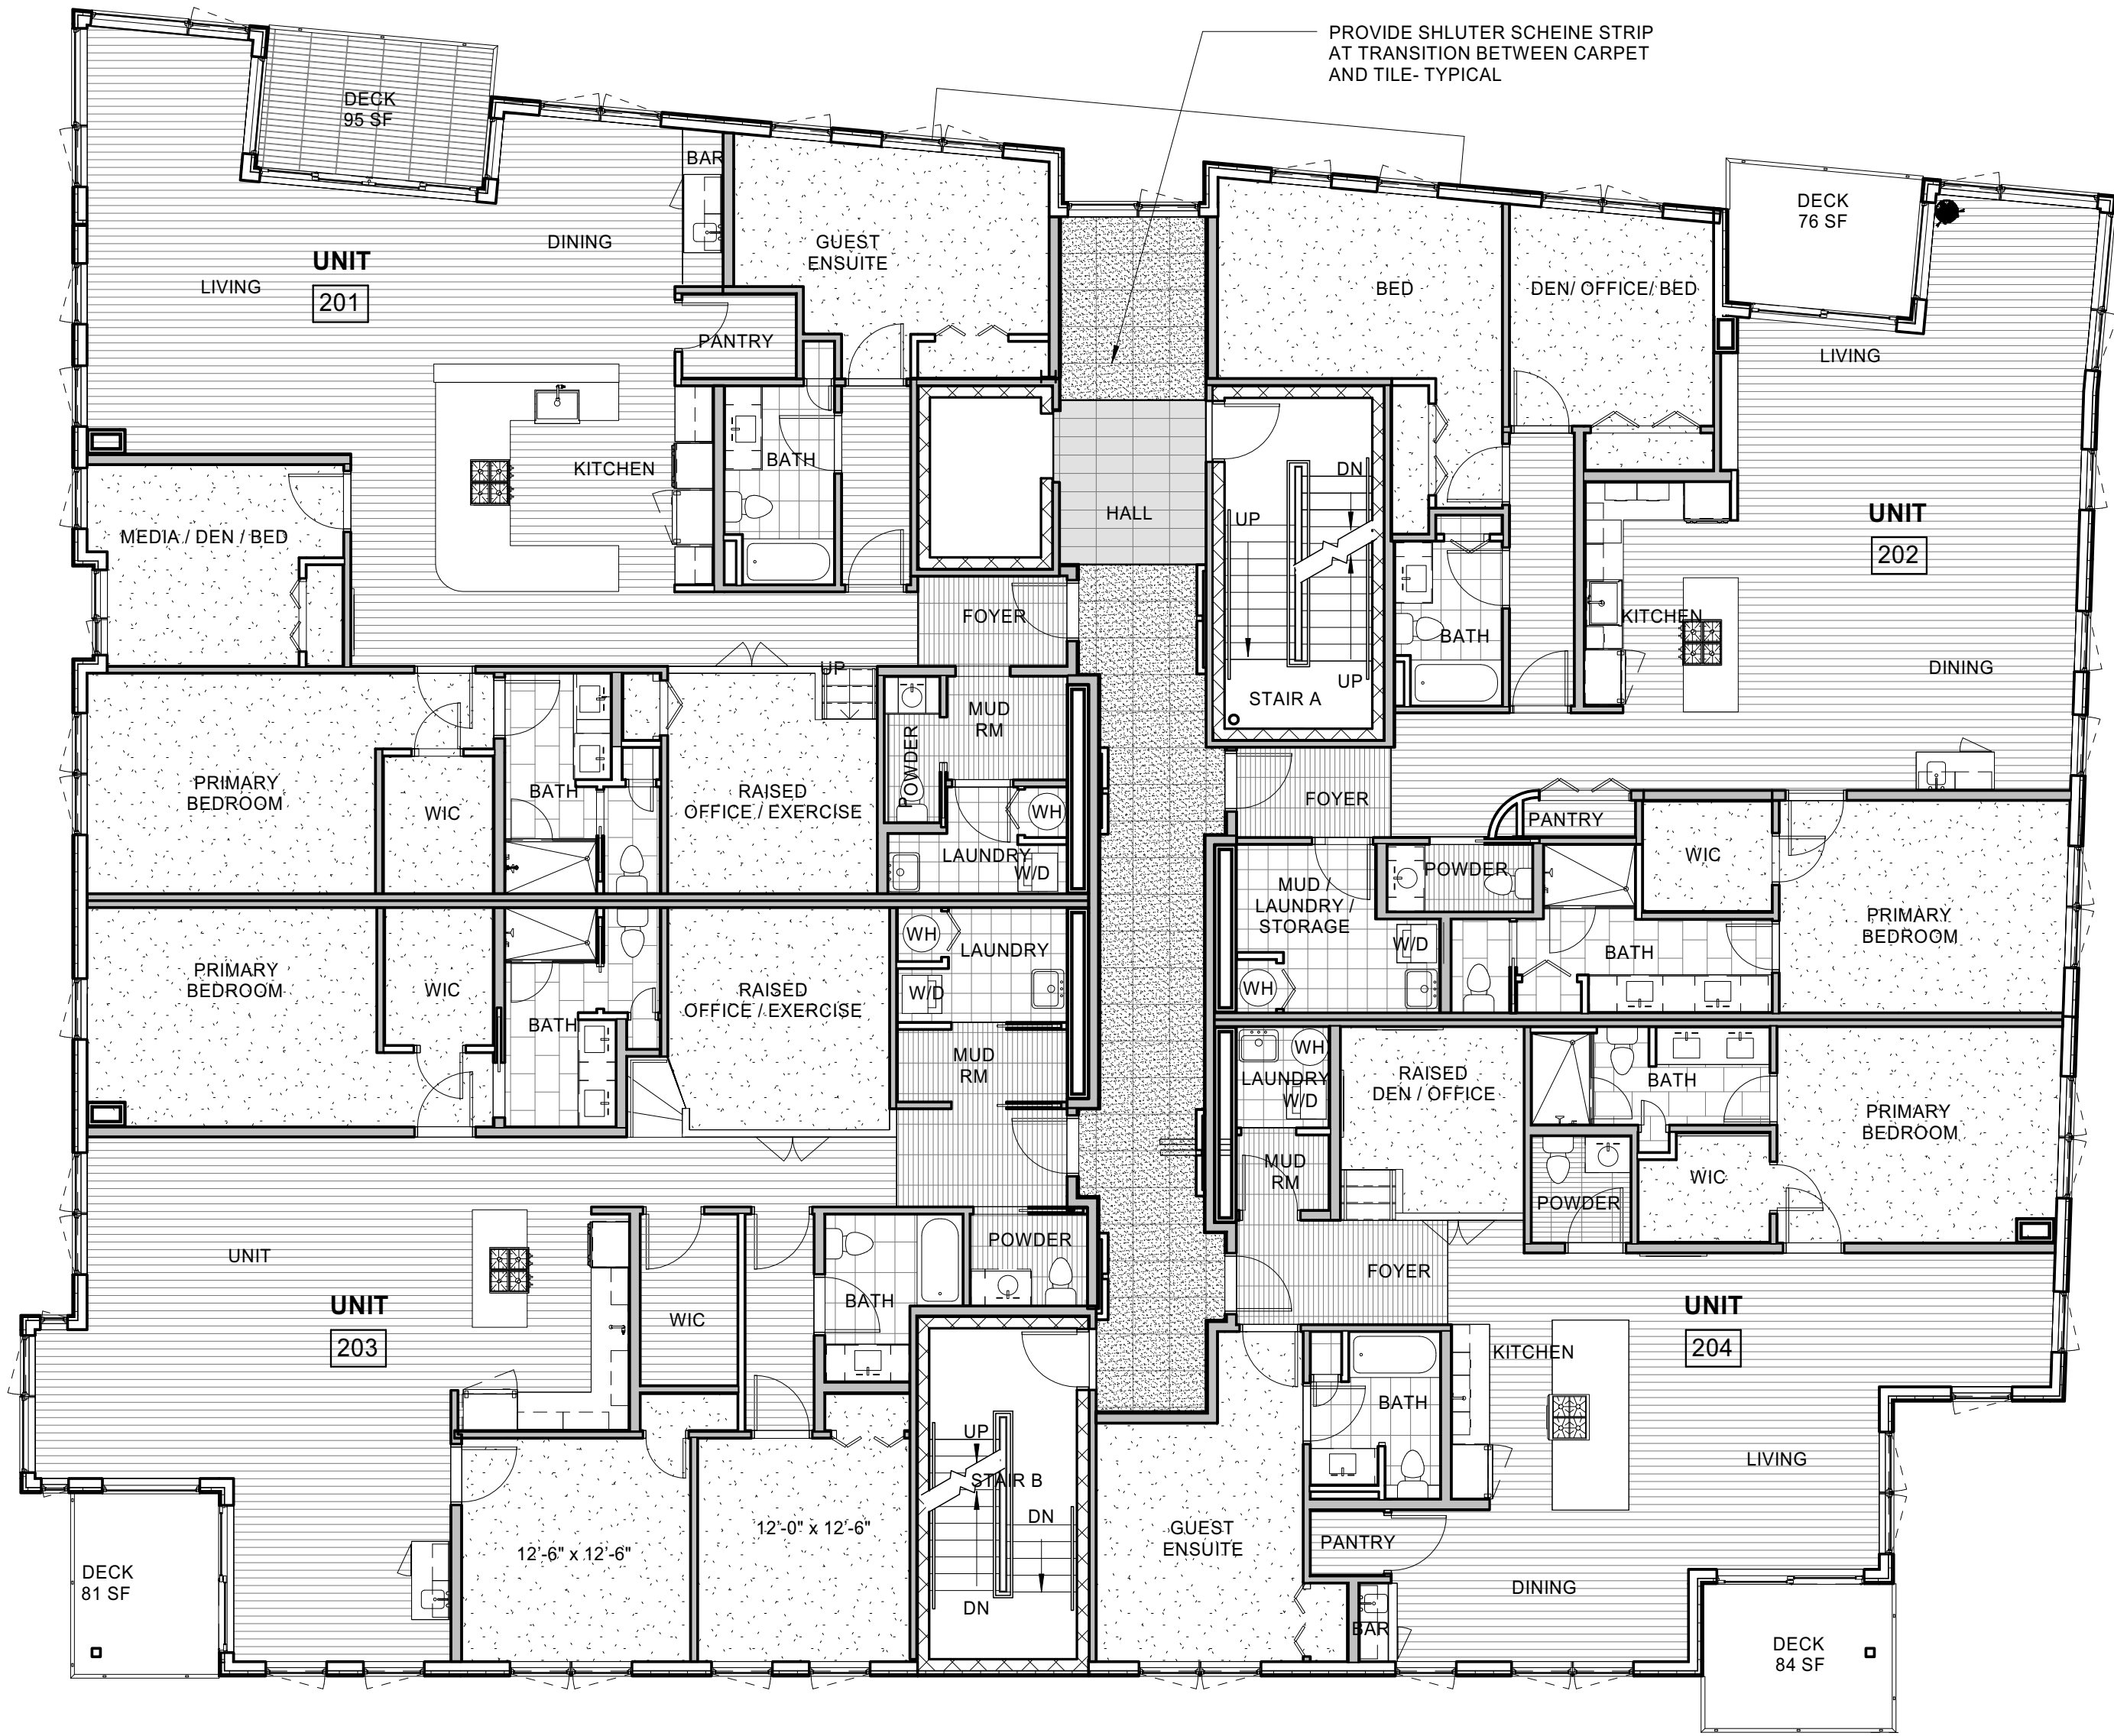 PROVIDE SHLUTER SCHEINE STRIP
AT TRANSITION BETWEEN CARPET
AND TILE- TYPICAL
DECK
95 SF
BAR
DINING
UNIT
201
LIVING
GUEST
ENSUITE
PANTRY
KITCHEN
BATH
MEDIA / DEN / BED
FOYER
UP
PRIMARY
BEDROOM
WIC
BATH
RAISED
OFFICE / EXERCISE
POWDER
MUD
RM
WH
LAUNDRY
W/D
HALL
BED
DEN/ OFFICE/ BED
DECK
76 SF
LIVING
UNIT
202
DN
UP
UP
STAIR A
BATH
KITCHEN
DINING
FOYER
PANTRY
WIC
POWDER
MUD /
LAUNDRY /
STORAGE
W/D
WH
BATH
PRIMARY
BEDROOM
PRIMARY
BEDROOM
WIC
BATH
RAISED
OFFICE / EXERCISE
WH
LAUNDRY
W/D
MUD
RM
POWDER
UNIT
UNIT
203
WIC
BATH
UP
STAIR B
DN
DN
12'-0" x 12'-6"
12'-6" x 12'-6"
DECK
81 SF
WH
LAUNDRY
W/D
RAISED
DEN / OFFICE
BATH
PRIMARY
BEDROOM
MUD
RM
WIC
POWDER
FOYER
UNIT
204
KITCHEN
BATH
LIVING
GUEST
ENSUITE
PANTRY
DINING
BAR
DECK
84 SF